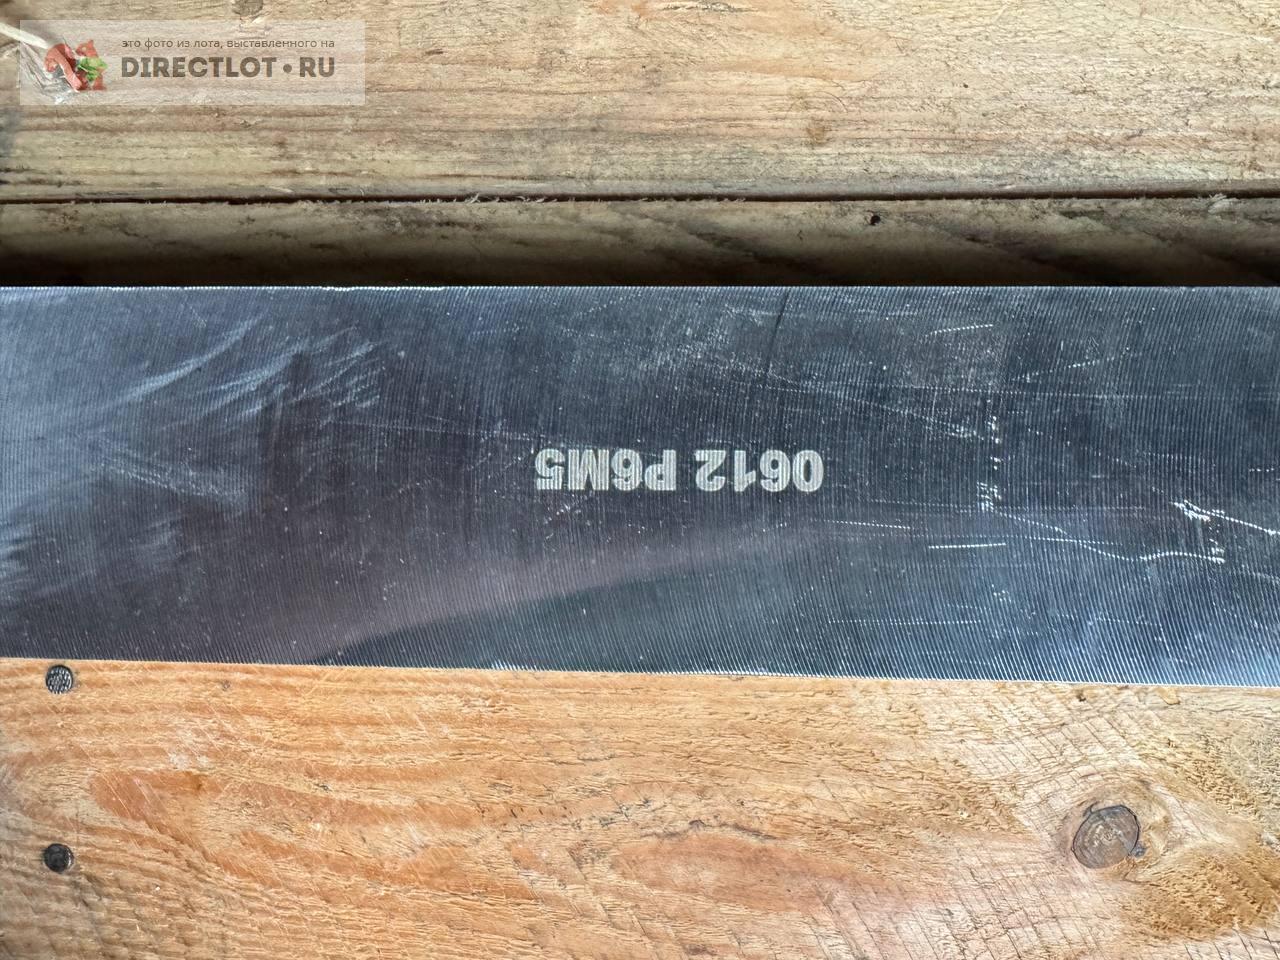 это фото из лота, выставленного на
DIRECTLOT•RU
0612 Р6М5